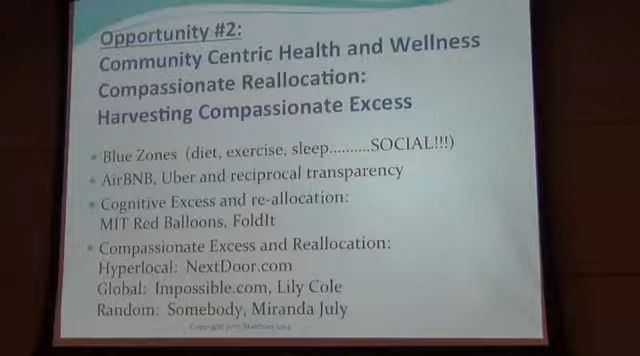 Opportunity #2:
Community Centric Health and Wellness
Compassionate Reallocation:
Harvesting Compassionate Excess
• Blue Zones (diet, exercise, sleep..........SOCIAL!!!)
• AirBNB, Uber and reciprocal transparency
• Cognitive Excess and re-allocation:
MIT Red Balloons, FoldIt
• Compassionate Excess and Reallocation:
Hyperlocal: NextDoor.com
Global: Impossible.com, Lily Cole
Random: Somebody, Miranda July
Copyright John